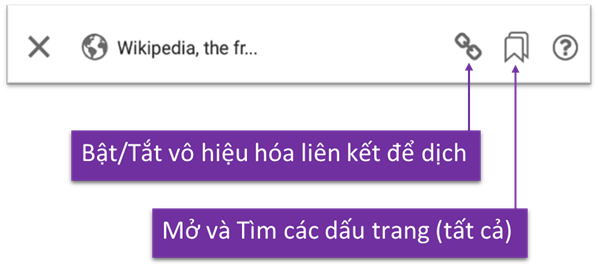 Wikipedia, the fr...
Bật/Tắt vô hiệu hóa liên kết để dịch
Mở và Tìm các dấu trang (tất cả)